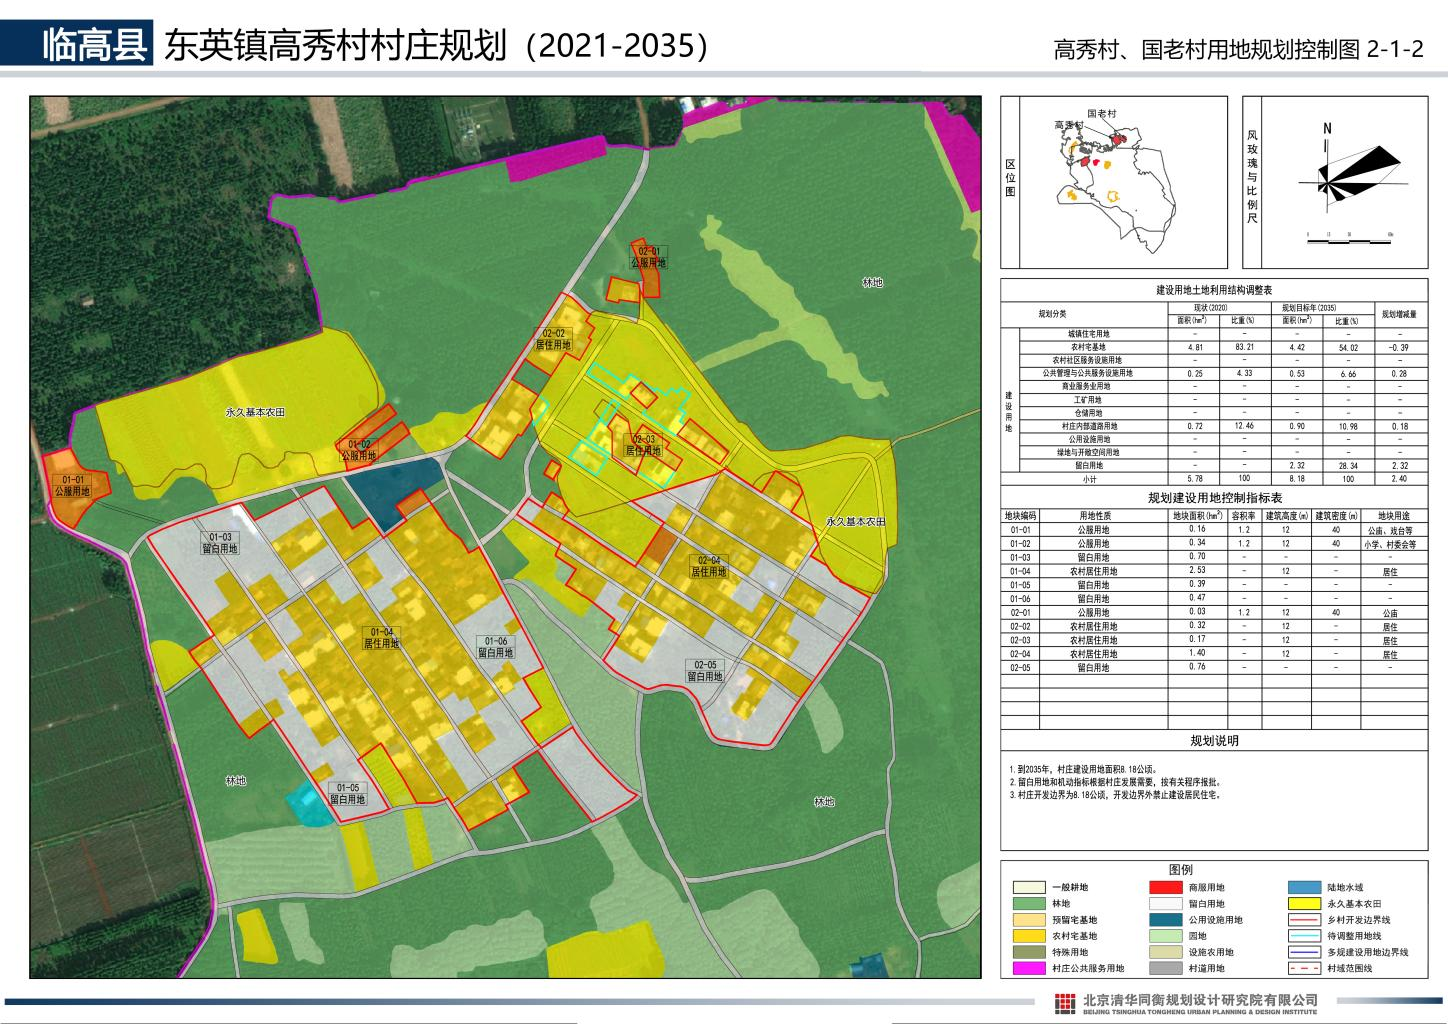 临高县 东英镇高秀村村庄规划（2021-2035）
高秀村、国老村用地规划控制图 2-1-2
02-01
公服用地
林地
02-02
居住用地
永久基本农田
01-02
公服用地
02-03
居住用地
01-01
公服用地
永久基本农田
01-03
留白用地
02-04
居住用地
01-04
居住用地
01-06
留白用地
02-05
留白用地
林地
01-05
留白用地
林地
区位图
国老村
高秀村
风玫瑰与比例尺
N
建设用地土地利用结构调整表
规划分类 现状(2020) 规划目标年(2035) 规划增减量
面积(hm²) 比重(%) 面积(hm²) 比重(%)
建设用地
城镇住宅用地 - - - - -
农村宅基地 4.81 83.21 4.42 54.02 -0.39
农村社区服务设施用地 - - - - -
公共管理与公共服务设施用地 0.25 4.33 0.53 6.66 0.28
商业服务业用地 - - - - -
工矿用地 - - - - -
仓储用地 - - - - -
村庄内部道路用地 0.72 12.46 0.90 10.98 0.18
公用设施用地 - - - - -
绿地与开敞空间用地 - - - - -
留白用地 - - 2.32 28.34 2.32
小计 5.78 100 8.18 100 2.40
规划建设用地控制指标表
地块编码 用地性质 地块面积(hm²) 容积率 建筑高度(m) 建筑密度(m) 地块用途
01-01 公服用地 0.16 1.2 12 40 公庙、戏台等
01-02 公服用地 0.34 1.2 12 40 小学、村委会等
01-03 留白用地 0.70 - - - -
01-04 农村居住用地 2.53 - 12 - 居住
01-05 留白用地 0.39 - - - -
01-06 留白用地 0.47 - - - -
02-01 公服用地 0.03 1.2 12 40 公庙
02-02 农村居住用地 0.32 - 12 - 居住
02-03 农村居住用地 0.17 - 12 - 居住
02-04 农村居住用地 1.40 - 12 - 居住
02-05 留白用地 0.76 - - - -
规划说明
1. 到2035年，村庄建设用地面积8.18公顷。
2. 留白用地和机动指标根据村庄发展需要，按有关程序报批。
3. 村庄开发边界为8.18公顷，开发边界外禁止建设居民住宅。
图例
一般耕地 商服用地 陆地水域
林地 留白用地 永久基本农田
预留宅基地 公用设施用地 乡村开发边界线
农村宅基地 园地 待调整用地线
特殊用地 设施农用地 多规建设用地边界线
村庄公共服务用地 村道用地 村域范围线
北京清华同衡规划设计研究院有限公司
BEIJING TSINGHUA TONGHENG URBAN PLANNING & DESIGN INSTITUTE